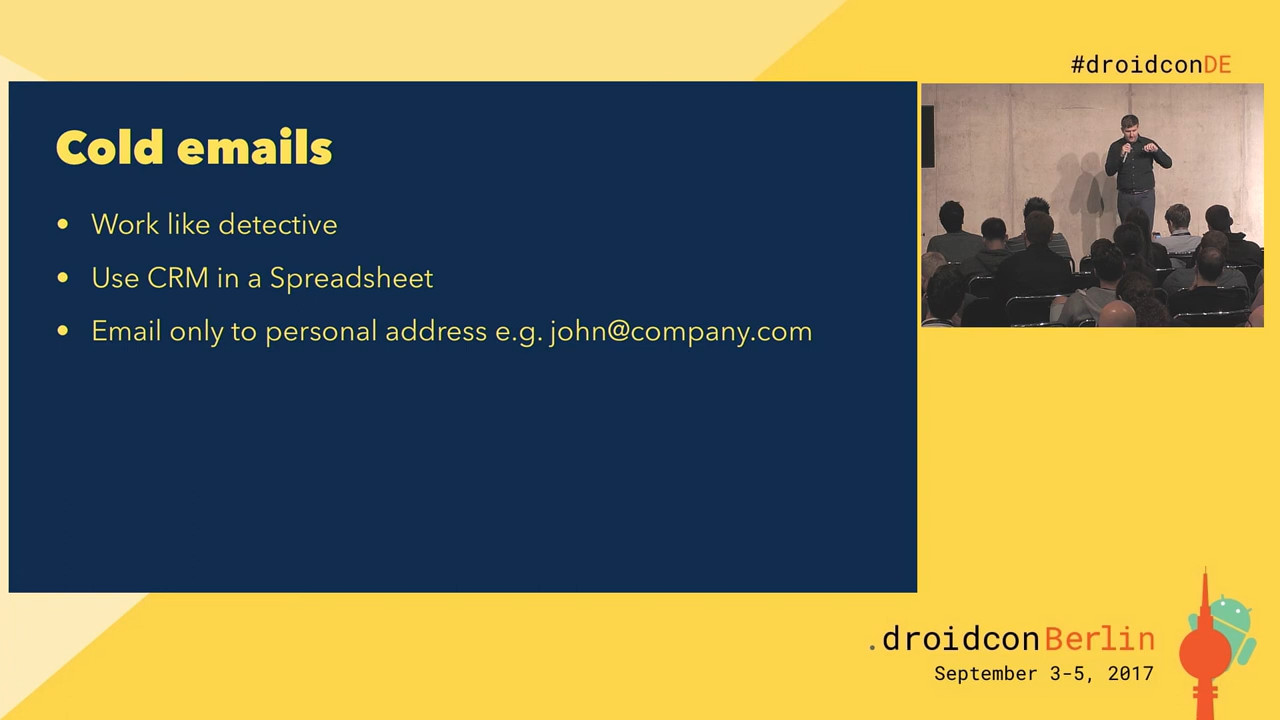 #droidconDE
Cold emails
• Work like detective
• Use CRM in a Spreadsheet
• Email only to personal address e.g. john@company.com
.droidconBerlin
September 3-5, 2017